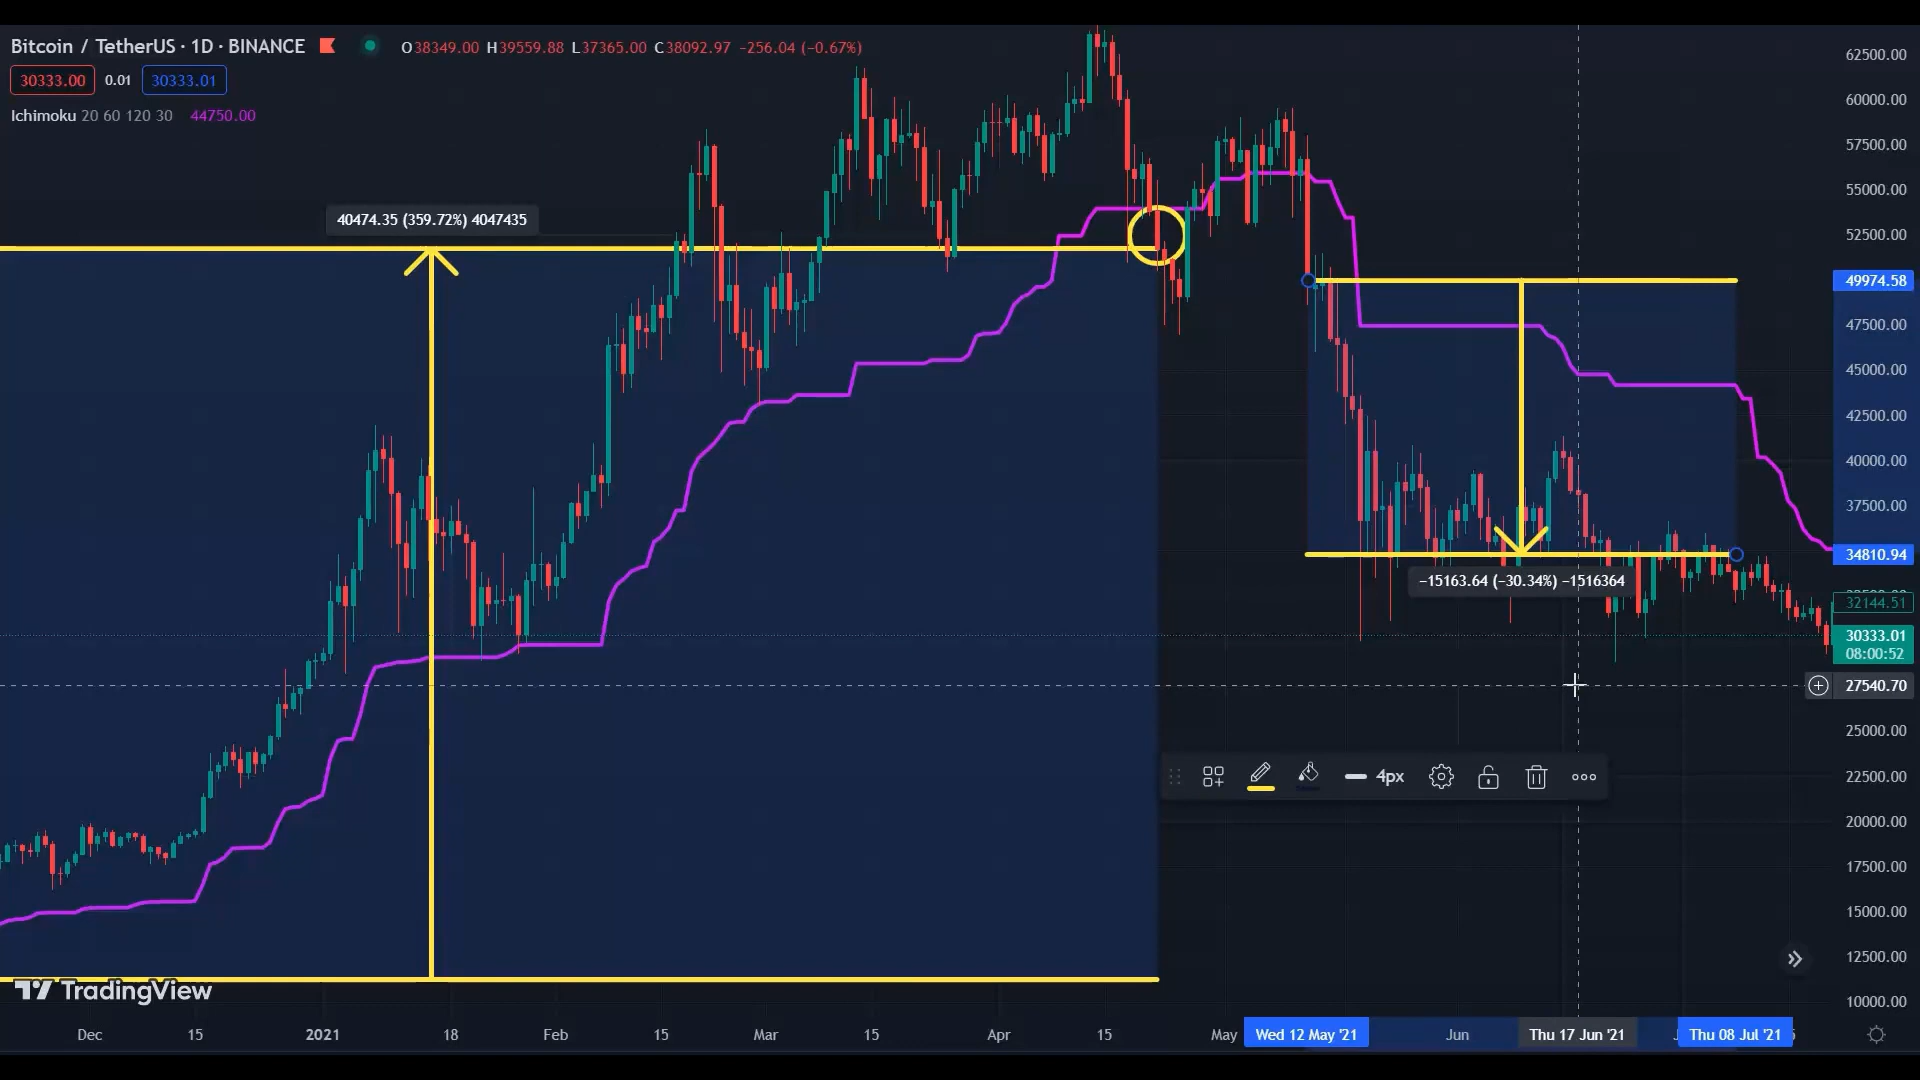 Bitcoin / TetherUS · 1D · BINANCE O38349.00 H39559.88 L37365.00 C38092.97 −256.04 (−0.67%)
30333.00 0.01 30333.01
Ichimoku 20 60 120 30 44750.00
40474.35 (359.72%) 4047435
−15163.64 (−30.34%) −1516364
62500.00
60000.00
57500.00
55000.00
52500.00
49974.58
47500.00
45000.00
42500.00
40000.00
37500.00
34810.94
32144.51
30333.01
08:00:52
27540.70
25000.00
22500.00
20000.00
17500.00
15000.00
12500.00
10000.00
4px
TradingView
Dec 15 2021 18 Feb 15 Mar 15 Apr 15 May Wed 12 May '21 Jun Thu 17 Jun '21 Thu 08 Jul '21